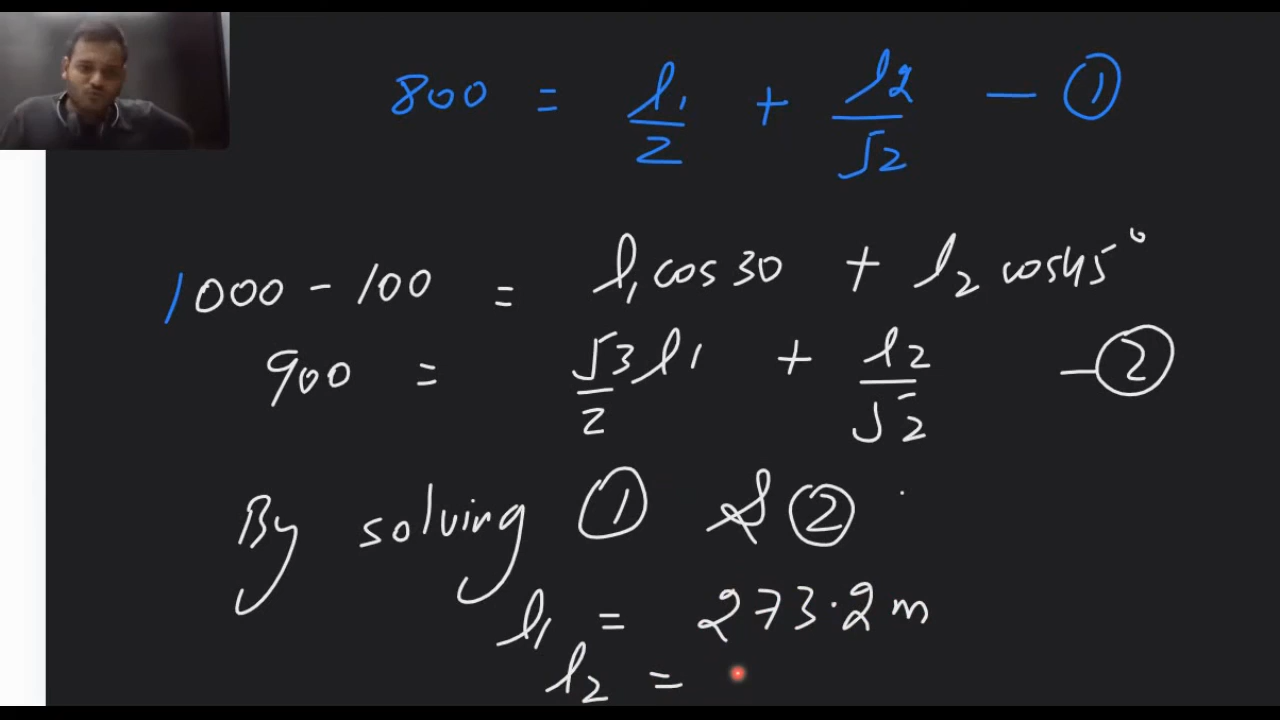 800 = l1/2 + l2/√2 — ①
1000 - 100 = l1 cos 30 + l2 cos 45°
900 = √3/2 l1 + l2/√2 — ②
By solving ① & ②
l1 = 273.2 m
l2 =